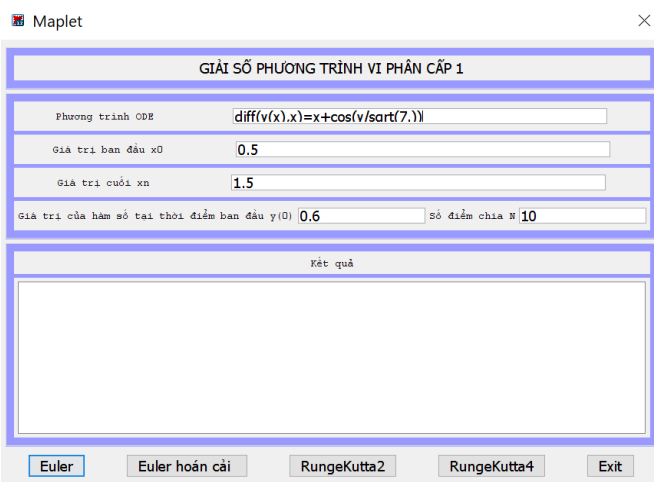 Maplet
GIẢI SỐ PHƯƠNG TRÌNH VI PHÂN CẤP 1
Phương trình ODE diff(y(x),x)=x+cos(y/sqrt(7.))
Giá trị ban đầu x0 0.5
Giá trị cuối xn 1.5
Giá trị của hàm số tại thời điểm ban đầu y(0) 0.6 Số điểm chia N 10
Kết quả
Euler Euler hoán cải RungeKutta2 RungeKutta4 Exit